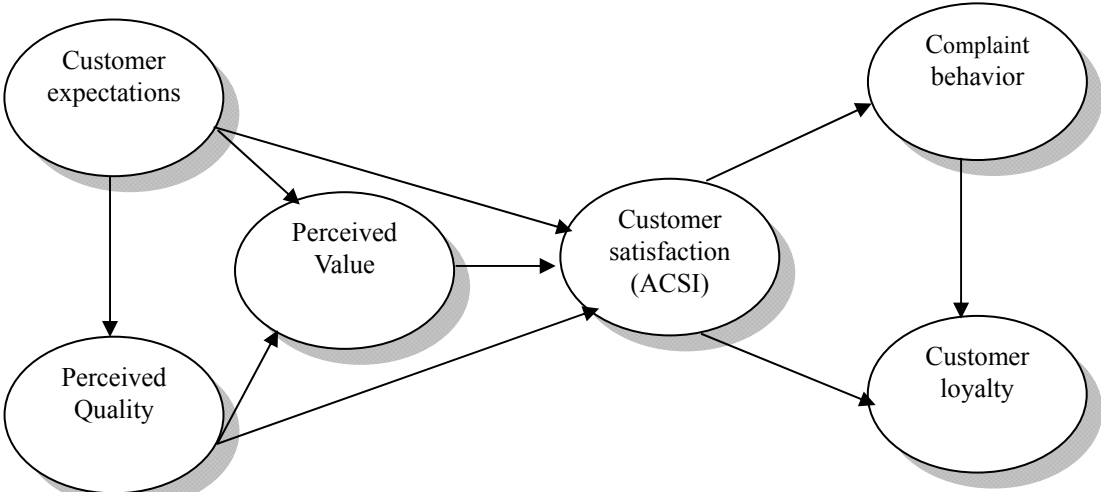 Customer
expectations
Perceived
Quality
Perceived
Value
Customer
satisfaction
(ACSI)
Complaint
behavior
Customer
loyalty